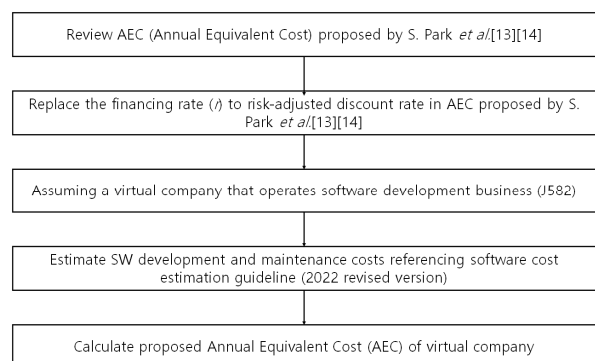 Review AEC (Annual Equivalent Cost) proposed by S. Park et al.[13][14]
Replace the financing rate (r) to risk-adjusted discount rate in AEC proposed by S.
Park et al.[13][14]
Assuming a virtual company that operates software development business (J582)
Estimate SW development and maintenance costs referencing software cost
estimation guideline (2022 revised version)
Calculate proposed Annual Equivalent Cost (AEC) of virtual company